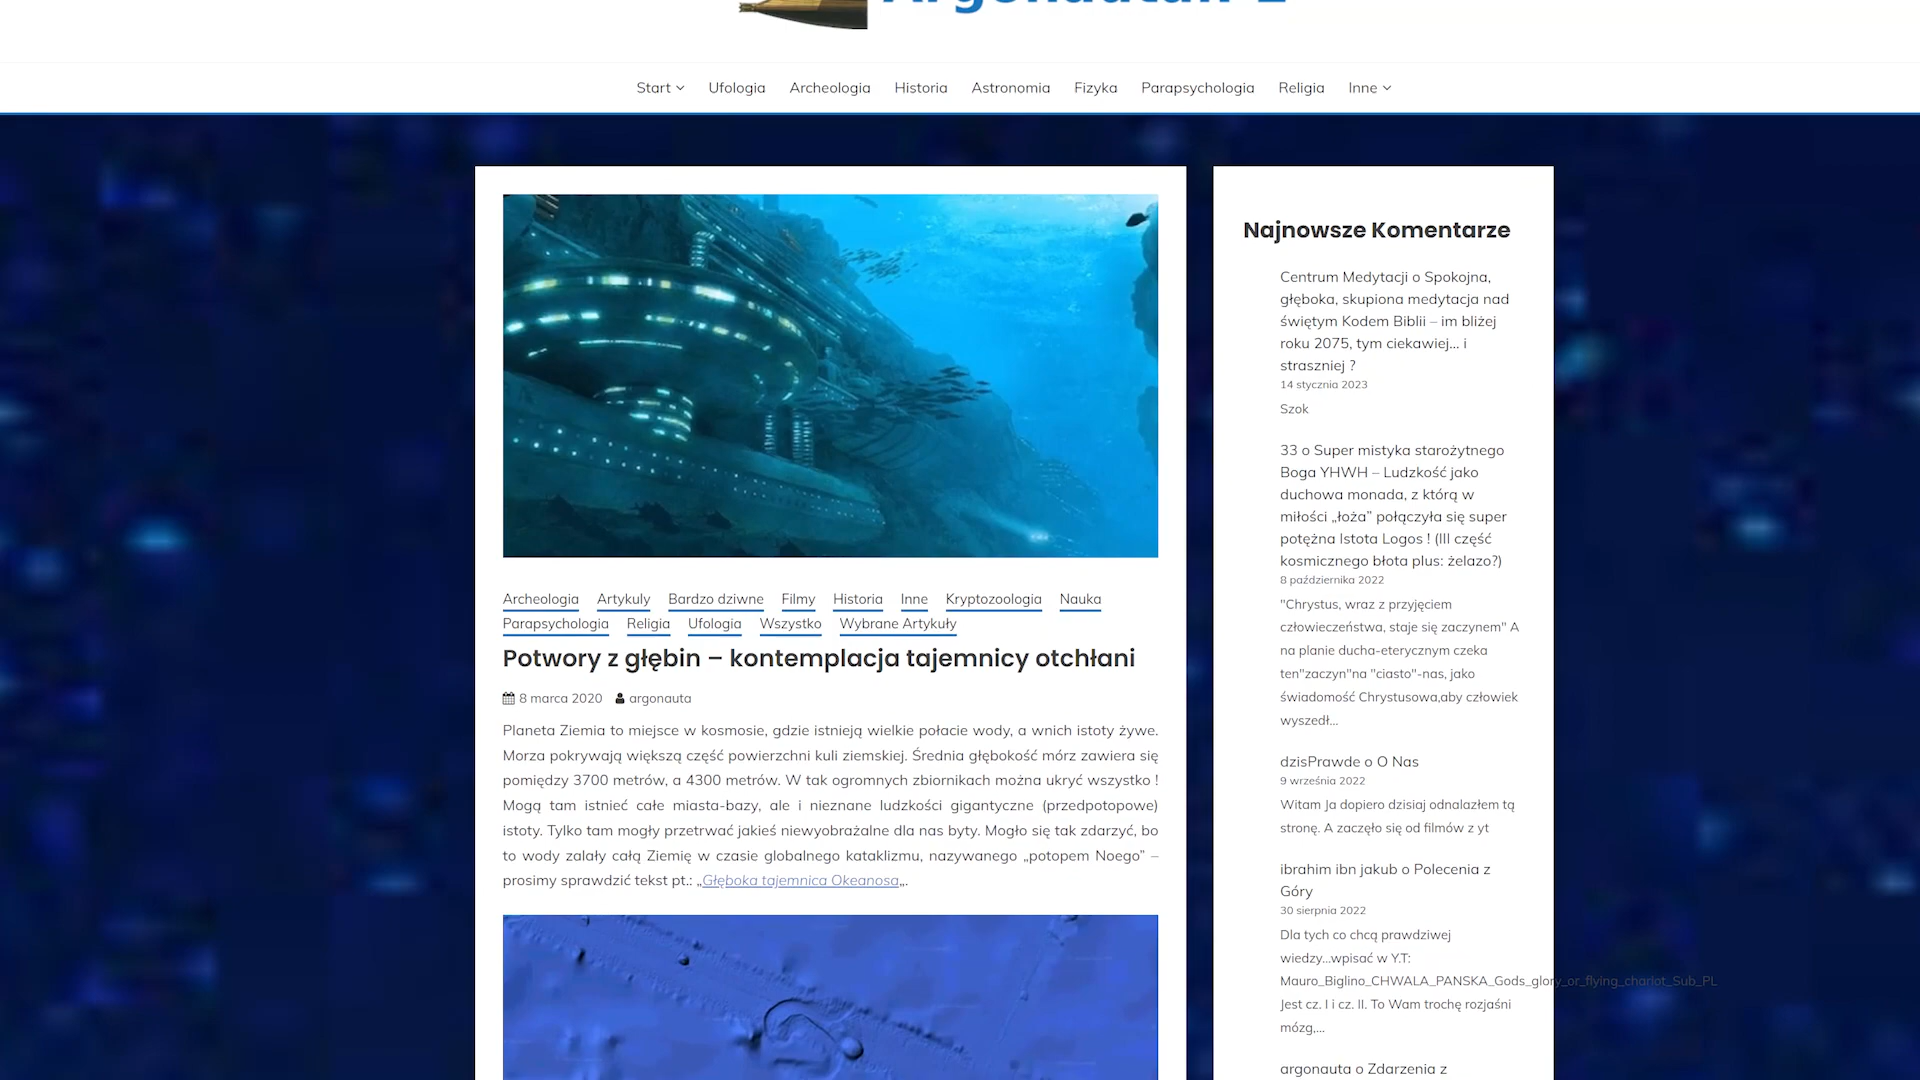 Start
Ufologia
Archeologia
Historia
Astronomia
Fizyka
Parapsychologia
Religia
Inne
Archeologia Artykuly Bardzo dziwne Filmy Historia Inne Kryptozoologia Nauka
Parapsychologia Religia Ufologia Wszystko Wybrane Artykuły
Potwory z głębin – kontemplacja tajemnicy otchłani
8 marca 2020 argonauta
Planeta Ziemia to miejsce w kosmosie, gdzie istnieją wielkie połacie wody, a wnich istoty żywe.
Morza pokrywają większą część powierzchni kuli ziemskiej. Średnia głębokość mórz zawiera się
pomiędzy 3700 metrów, a 4300 metrów. W tak ogromnych zbiornikach można ukryć wszystko !
Mogą tam istnieć całe miasta-bazy, ale i nieznane ludzkości gigantyczne (przedpotopowe)
istoty. Tylko tam mogły przetrwać jakieś niewyobrażalne dla nas byty. Mogło się tak zdarzyć, bo
to wody zalały całą Ziemię w czasie globalnego kataklizmu, nazywanego „potopem Noego” –
prosimy sprawdzić tekst pt.: „Głęboka tajemnica Okeanosa„.
Najnowsze Komentarze
Centrum Medytacji o Spokojna,
głęboka, skupiona medytacja nad
świętym Kodem Biblii – im bliżej
roku 2075, tym ciekawiej… i
straszniej ?
14 stycznia 2023
Szok
33 o Super mistyka starożytnego
Boga YHWH – Ludzkość jako
duchowa monada, z którą w
miłości „łoża” połączyła się super
potężna Istota Logos ! (III część
kosmicznego błota plus: żelazo?)
8 października 2022
"Chrystus, wraz z przyjęciem
człowieczeństwa, staje się zaczynem" A
na planie ducha-eterycznym czeka
ten"zaczyn"na "ciasto"-nas, jako
świadomość Chrystusowa,aby człowiek
wyszedł…
dzisPrawde o O Nas
9 września 2022
Witam Ja dopiero dzisiaj odnalazłem tą
stronę. A zaczęło się od filmów z yt
ibrahim ibn jakub o Polecenia z
Góry
30 sierpnia 2022
Dla tych co chcą prawdziwej
wiedzy...wpisać w Y.T:
Mauro_Biglino_CHWALA_PANSKA_Gods_glory_or_flying_chariot_Sub_PL
Jest cz. I i cz. II. To Wam trochę rozjaśni
mózg,…
argonauta o Zdarzenia z